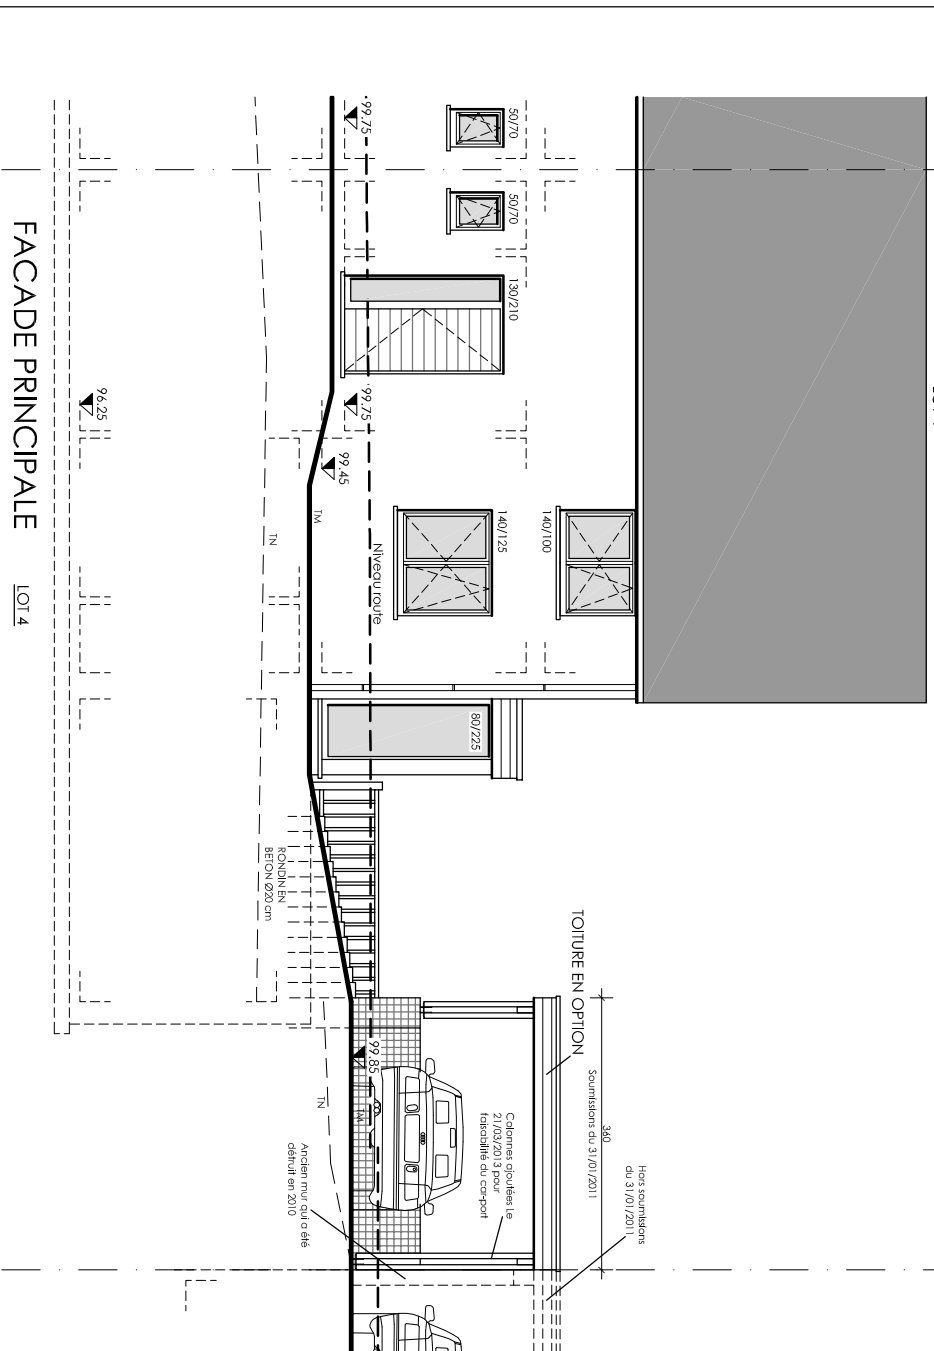 50/70
50/70
130/210
99.75
99.75
99.45
96.25
140/125
140/100
TM
TN
Niveau route
80/225
RONDIN EN
BETON Ø20 cm
TOITURE EN OPTION
Soumissions du 31/01/2011
360
Hors soumissions
du 31/01/2011
Colonnes ajoutées Le
21/03/2013 pour
faisabilité du car-port
99.85
TM
TN
Ancien mur qui a été
détruit en 2010
FACADE PRINCIPALE
LOT 4